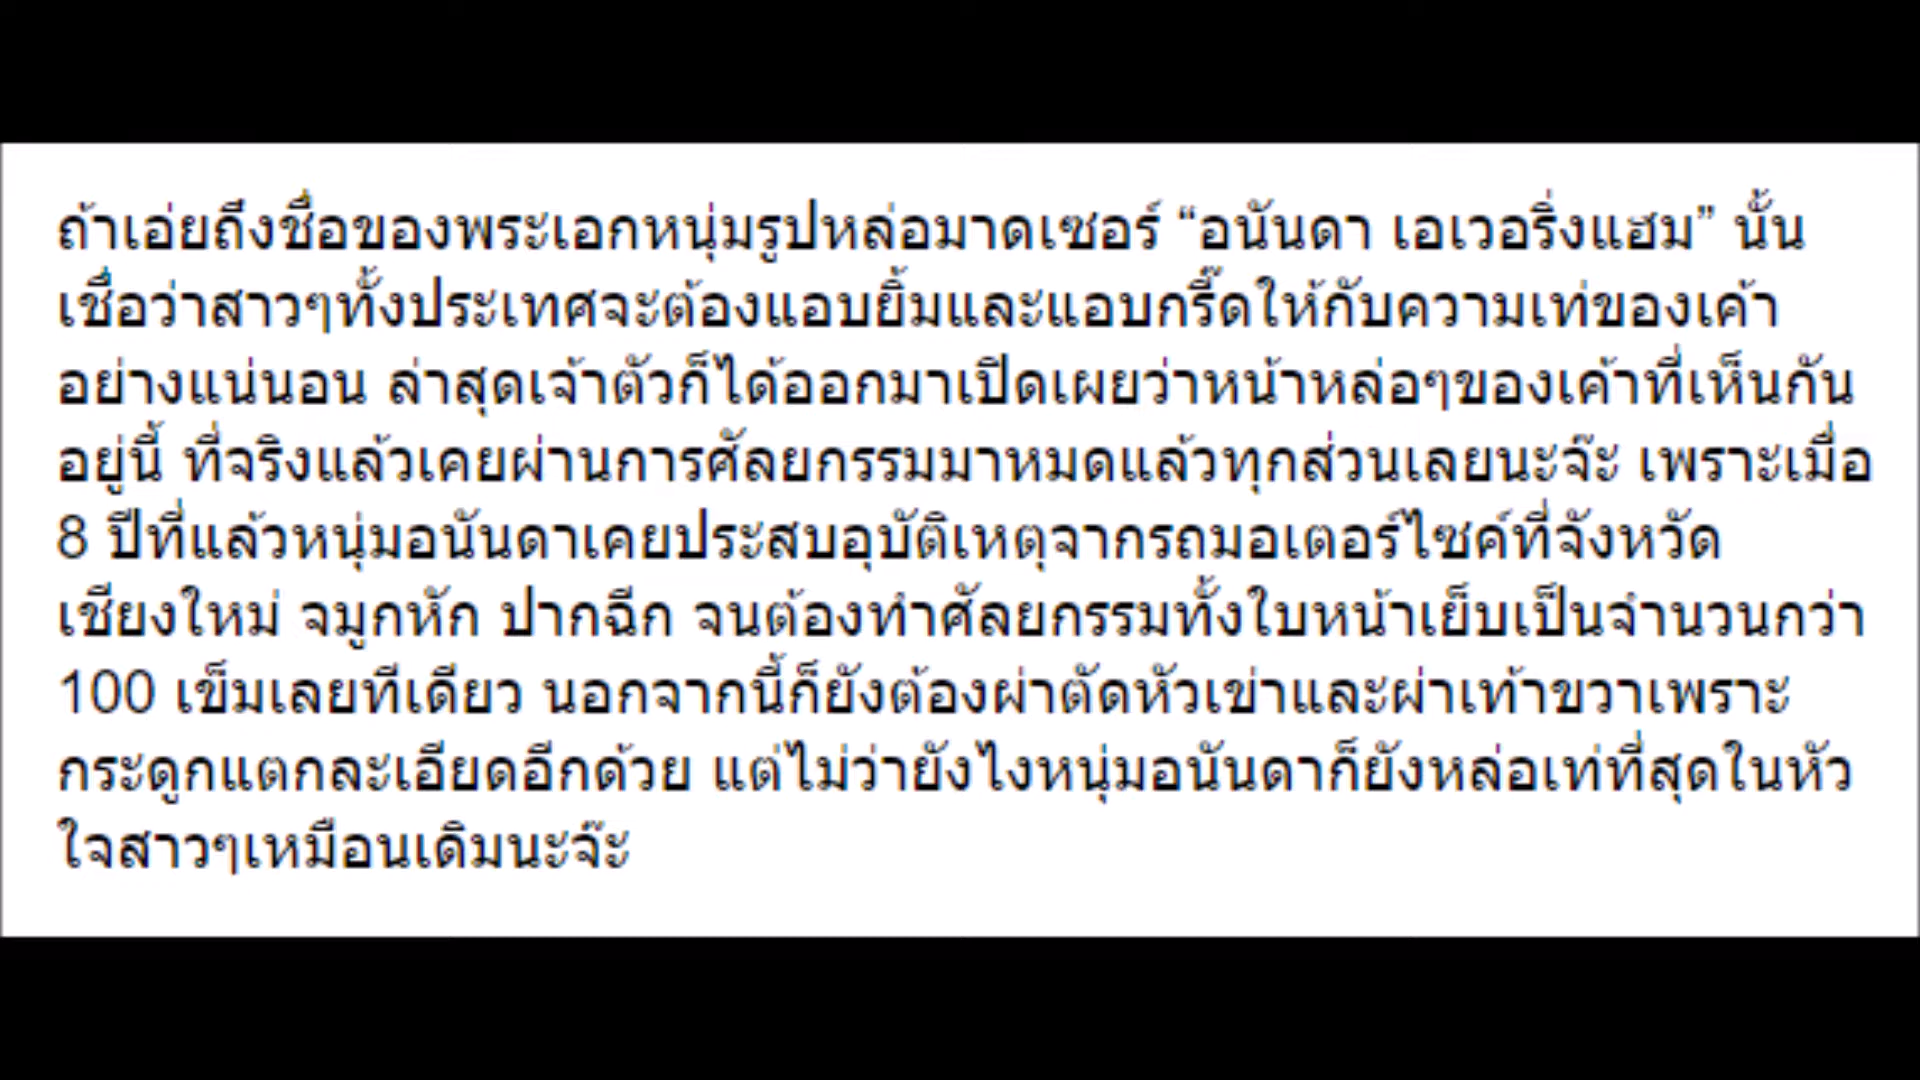 ถ้าเอ่ยถึงชื่อของพระเอกหนุ่มรูปหล่อมาดเซอร์ “อนันดา เอเวอริ่งแฮม” นั้น
เชื่อว่าสาวๆทั้งประเทศจะต้องแอบยิ้มและแอบกรี๊ดให้กับความเท่ของเค้า
อย่างแน่นอน ล่าสุดเจ้าตัวก็ได้ออกมาเปิดเผยว่าหน้าหล่อๆของเค้าที่เห็นกัน
อยู่นี้ ที่จริงแล้วเคยผ่านการศัลยกรรมมาหมดแล้วทุกส่วนเลยนะจ๊ะ เพราะเมื่อ
8 ปีที่แล้วหนุ่มอนันดาเคยประสบอุบัติเหตุจากรถมอเตอร์ไซค์ที่จังหวัด
เชียงใหม่ จมูกหัก ปากฉีก จนต้องทำศัลยกรรมทั้งใบหน้าเย็บเป็นจำนวนกว่า
100 เข็มเลยทีเดียว นอกจากนี้ก็ยังต้องผ่าตัดหัวเข่าและผ่าเท้าขวาเพราะ
กระดูกแตกละเอียดอีกด้วย แต่ไม่ว่ายังไงหนุ่มอนันดาก็ยังหล่อเท่ที่สุดในหัว
ใจสาวๆเหมือนเดิมนะจ๊ะ